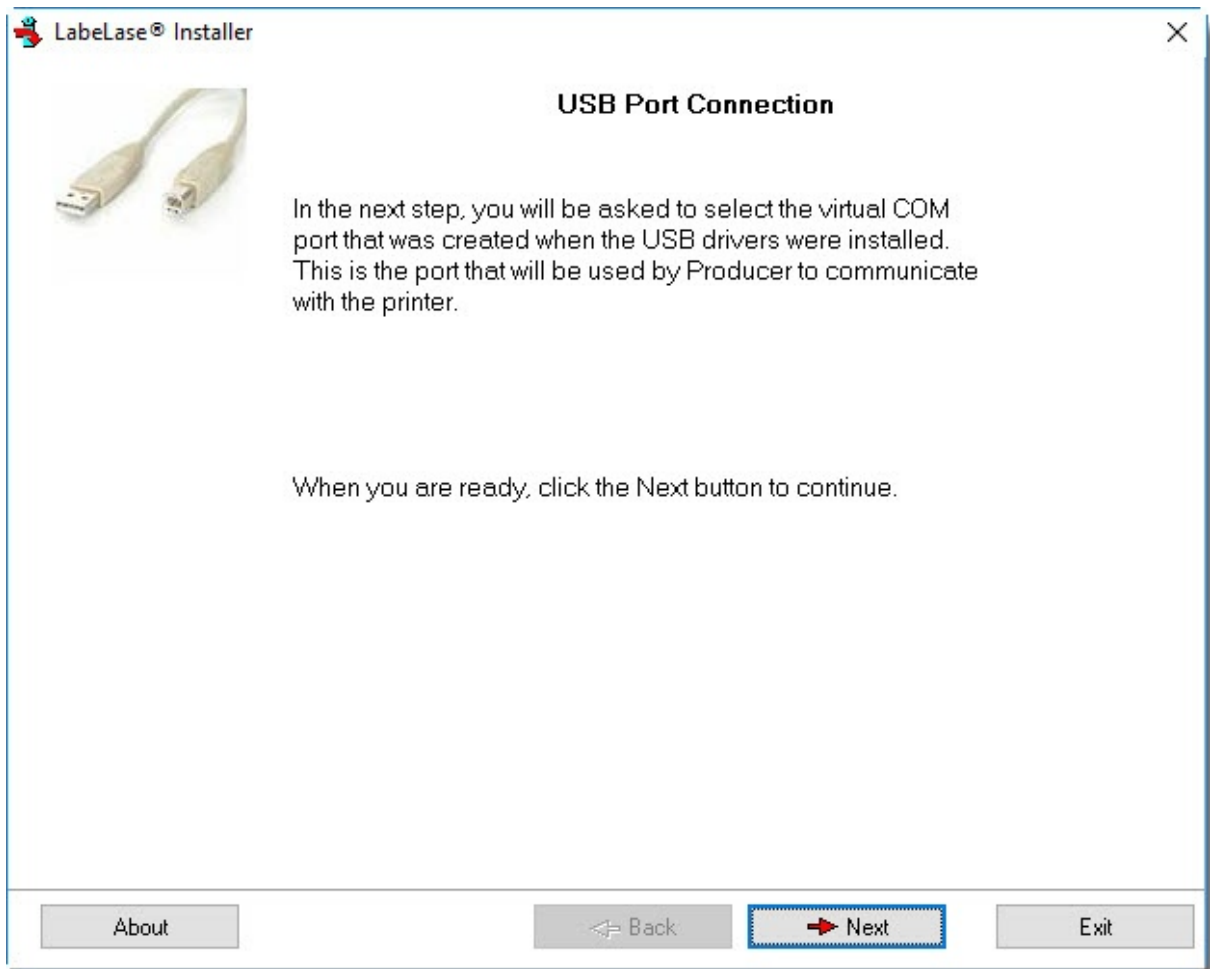 LabeLase® Installer
USB Port Connection
In the next step, you will be asked to select the virtual COM
port that was created when the USB drivers were installed.
This is the port that will be used by Producer to communicate
with the printer.
When you are ready, click the Next button to continue.
About
Back
Next
Exit